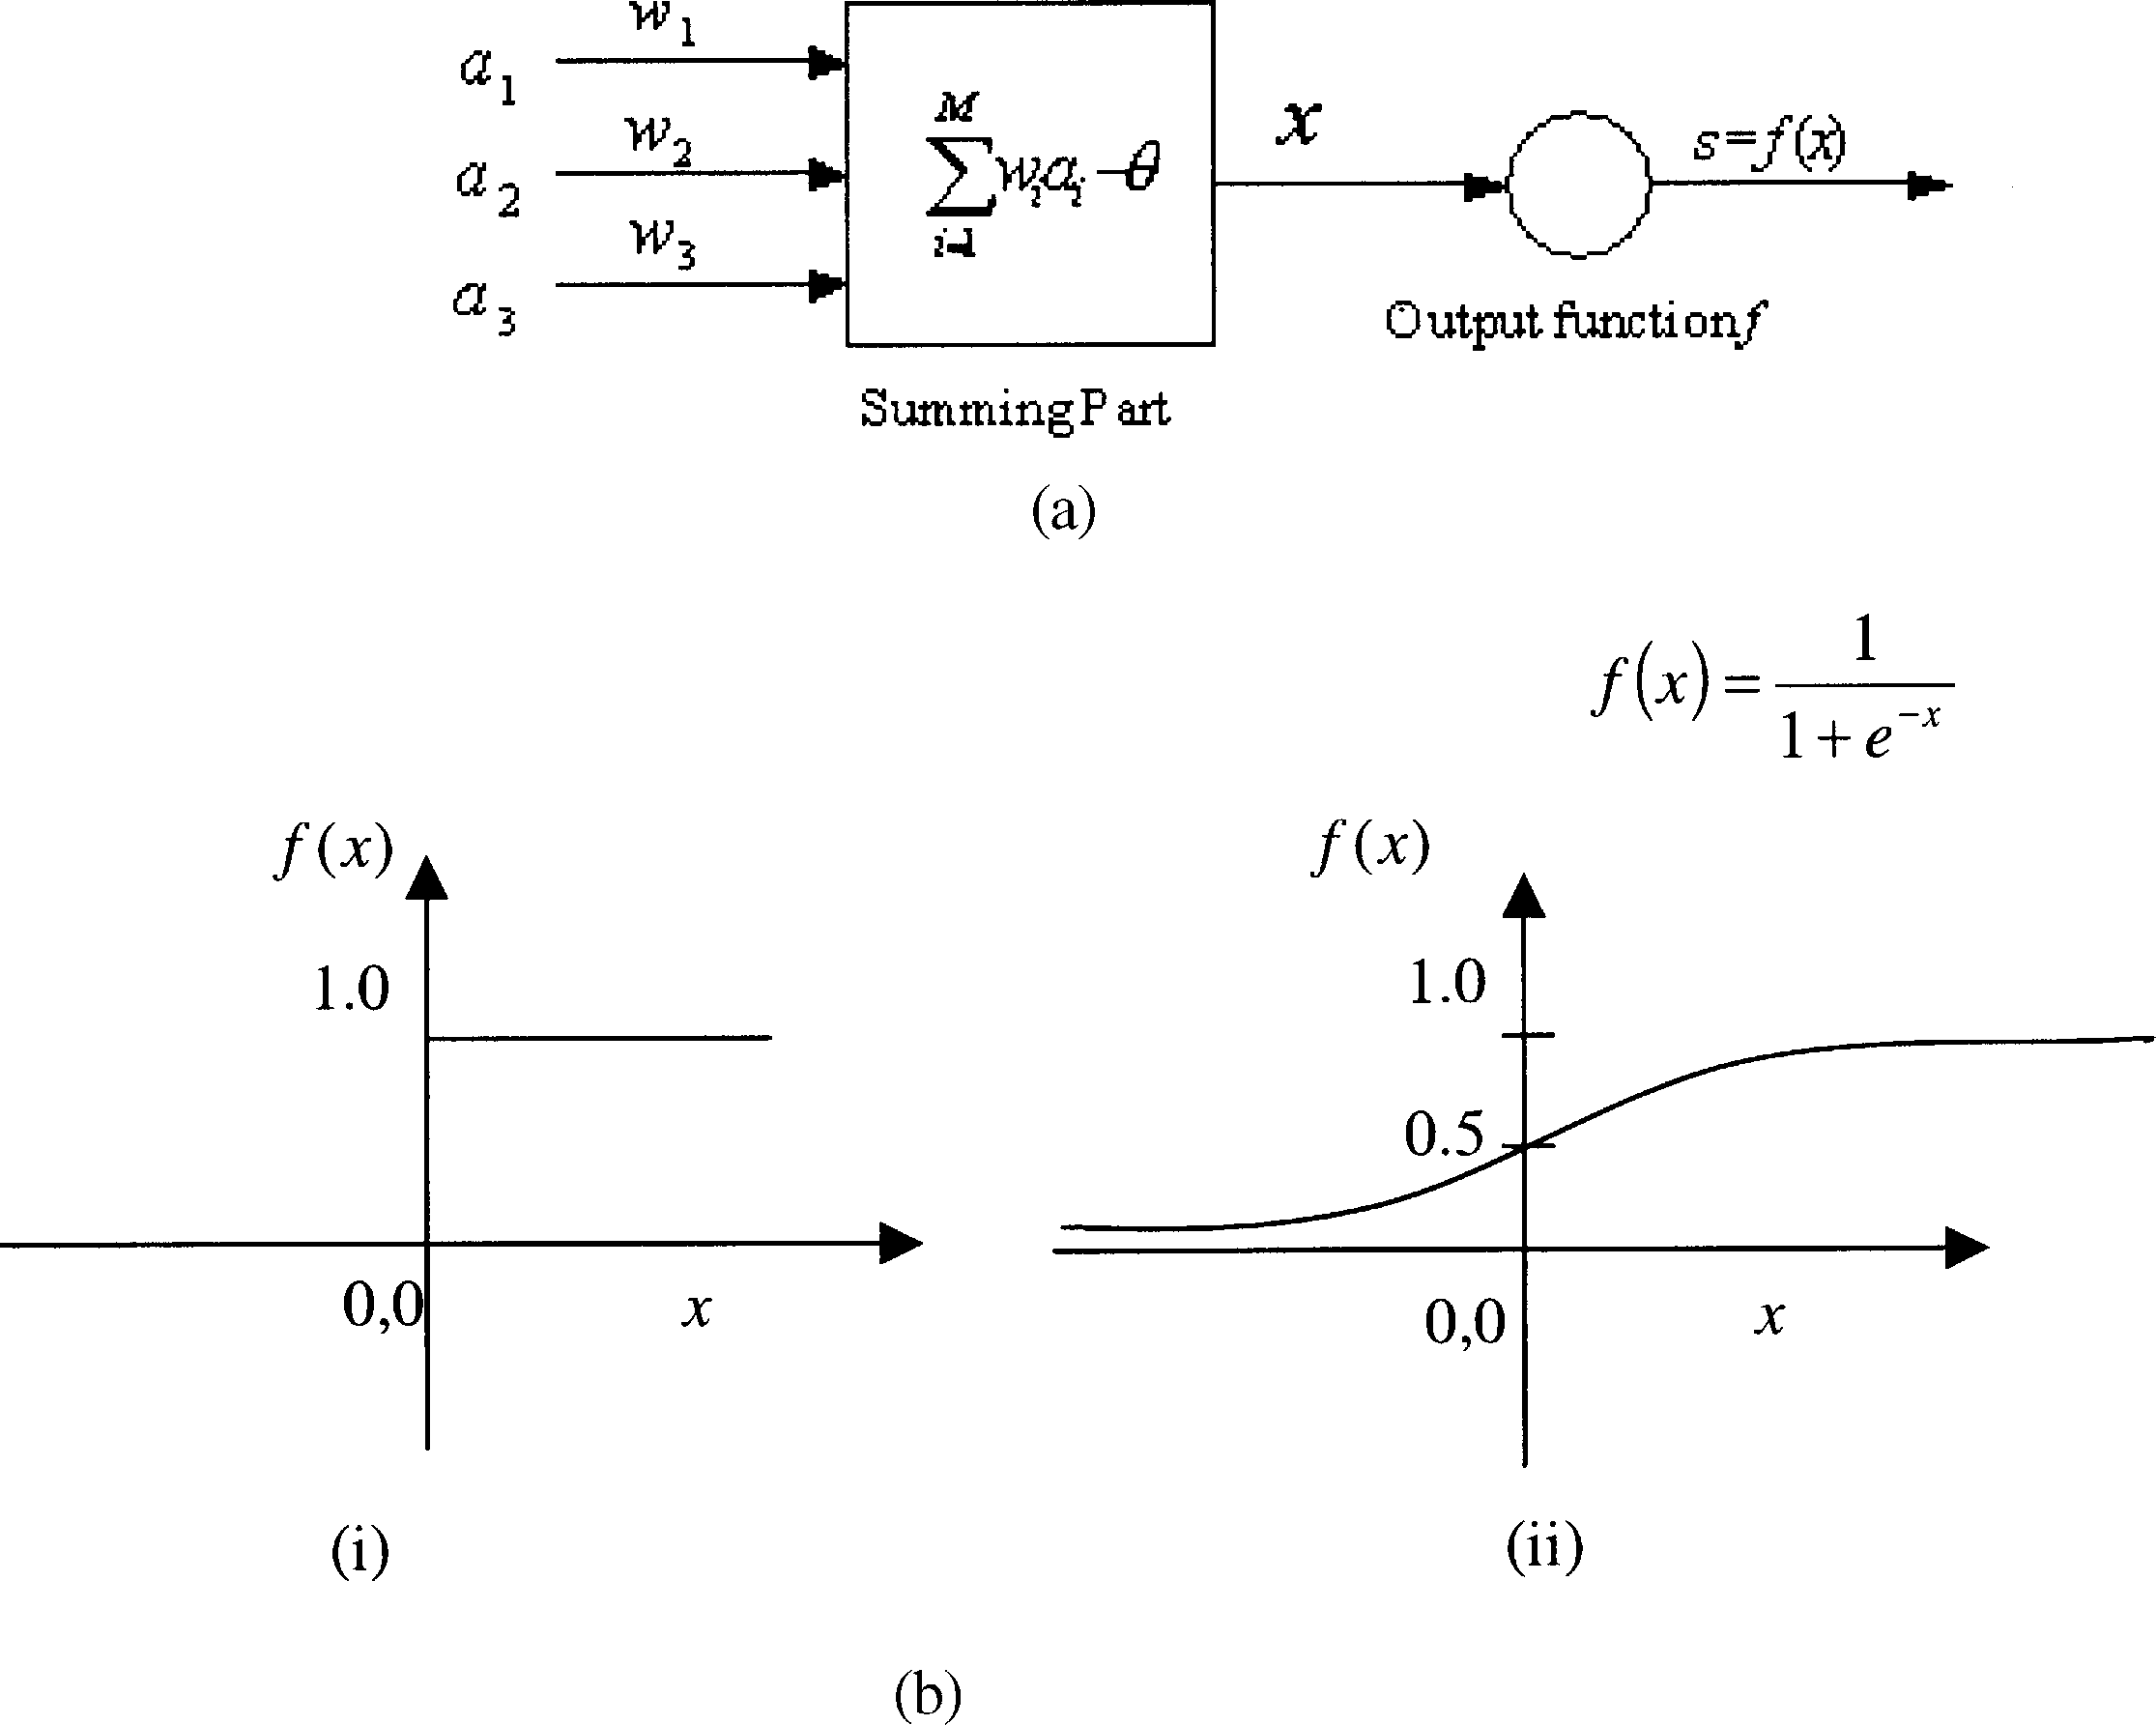 w1
a1
w2
a2
w3
a3
M
∑ wiai −θ
i=1
x
s=f(x)
Output function f
Summing Part
(a)
f(x) = 1 / (1 + e^−x)
f(x)
1.0
0,0
x
(i)
f(x)
1.0
0.5
0,0
x
(ii)
(b)